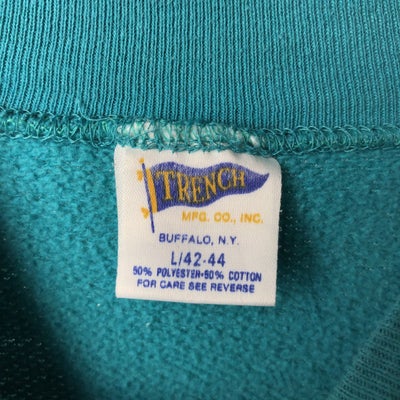 TRENCH
MFG. CO., INC.
BUFFALO, N.Y.
L/42-44
50% POLYESTER•50% COTTON
FOR CARE SEE REVERSE